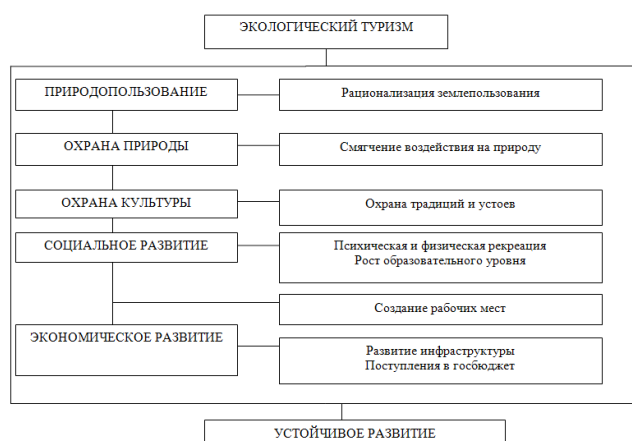 ЭКОЛОГИЧЕСКИЙ ТУРИЗМ
ПРИРОДОПОЛЬЗОВАНИЕ
Рационализация землепользования
ОХРАНА ПРИРОДЫ
Смягчение воздействия на природу
ОХРАНА КУЛЬТУРЫ
Охрана традиций и устоев
СОЦИАЛЬНОЕ РАЗВИТИЕ
Психическая и физическая рекреация
Рост образовательного уровня
Создание рабочих мест
ЭКОНОМИЧЕСКОЕ РАЗВИТИЕ
Развитие инфраструктуры
Поступления в госбюджет
УСТОЙЧИВОЕ РАЗВИТИЕ